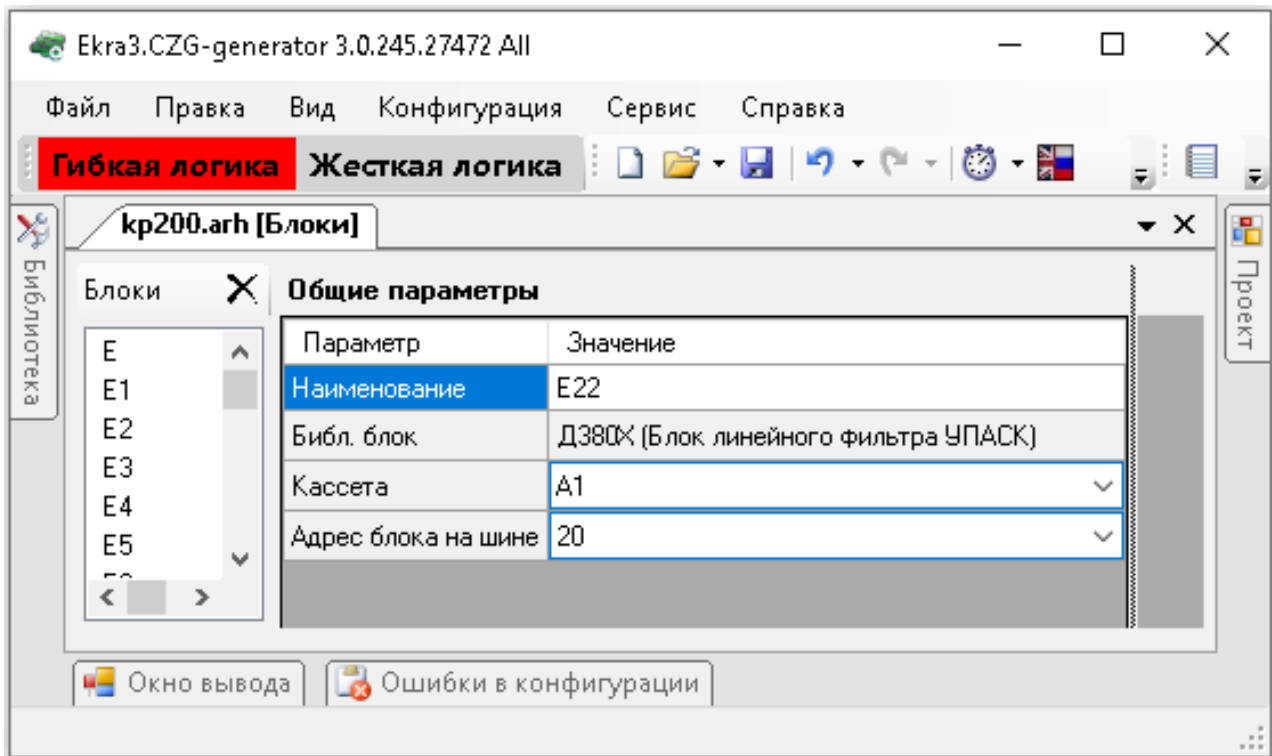 Ekra3.CZG-generator 3.0.245.27472 All
Файл Правка Вид Конфигурация Сервис Справка
Гибкая логика Жесткая логика
kp200.arh [Блоки]
Библиотека
Проект
Блоки
Общие параметры
E
E1
E2
E3
E4
E5
Параметр Значение
Наименование E22
Библ. блок Д380X (Блок линейного фильтра УПАСК)
Кассета A1
Адрес блока на шине 20
Окно вывода Ошибки в конфигурации